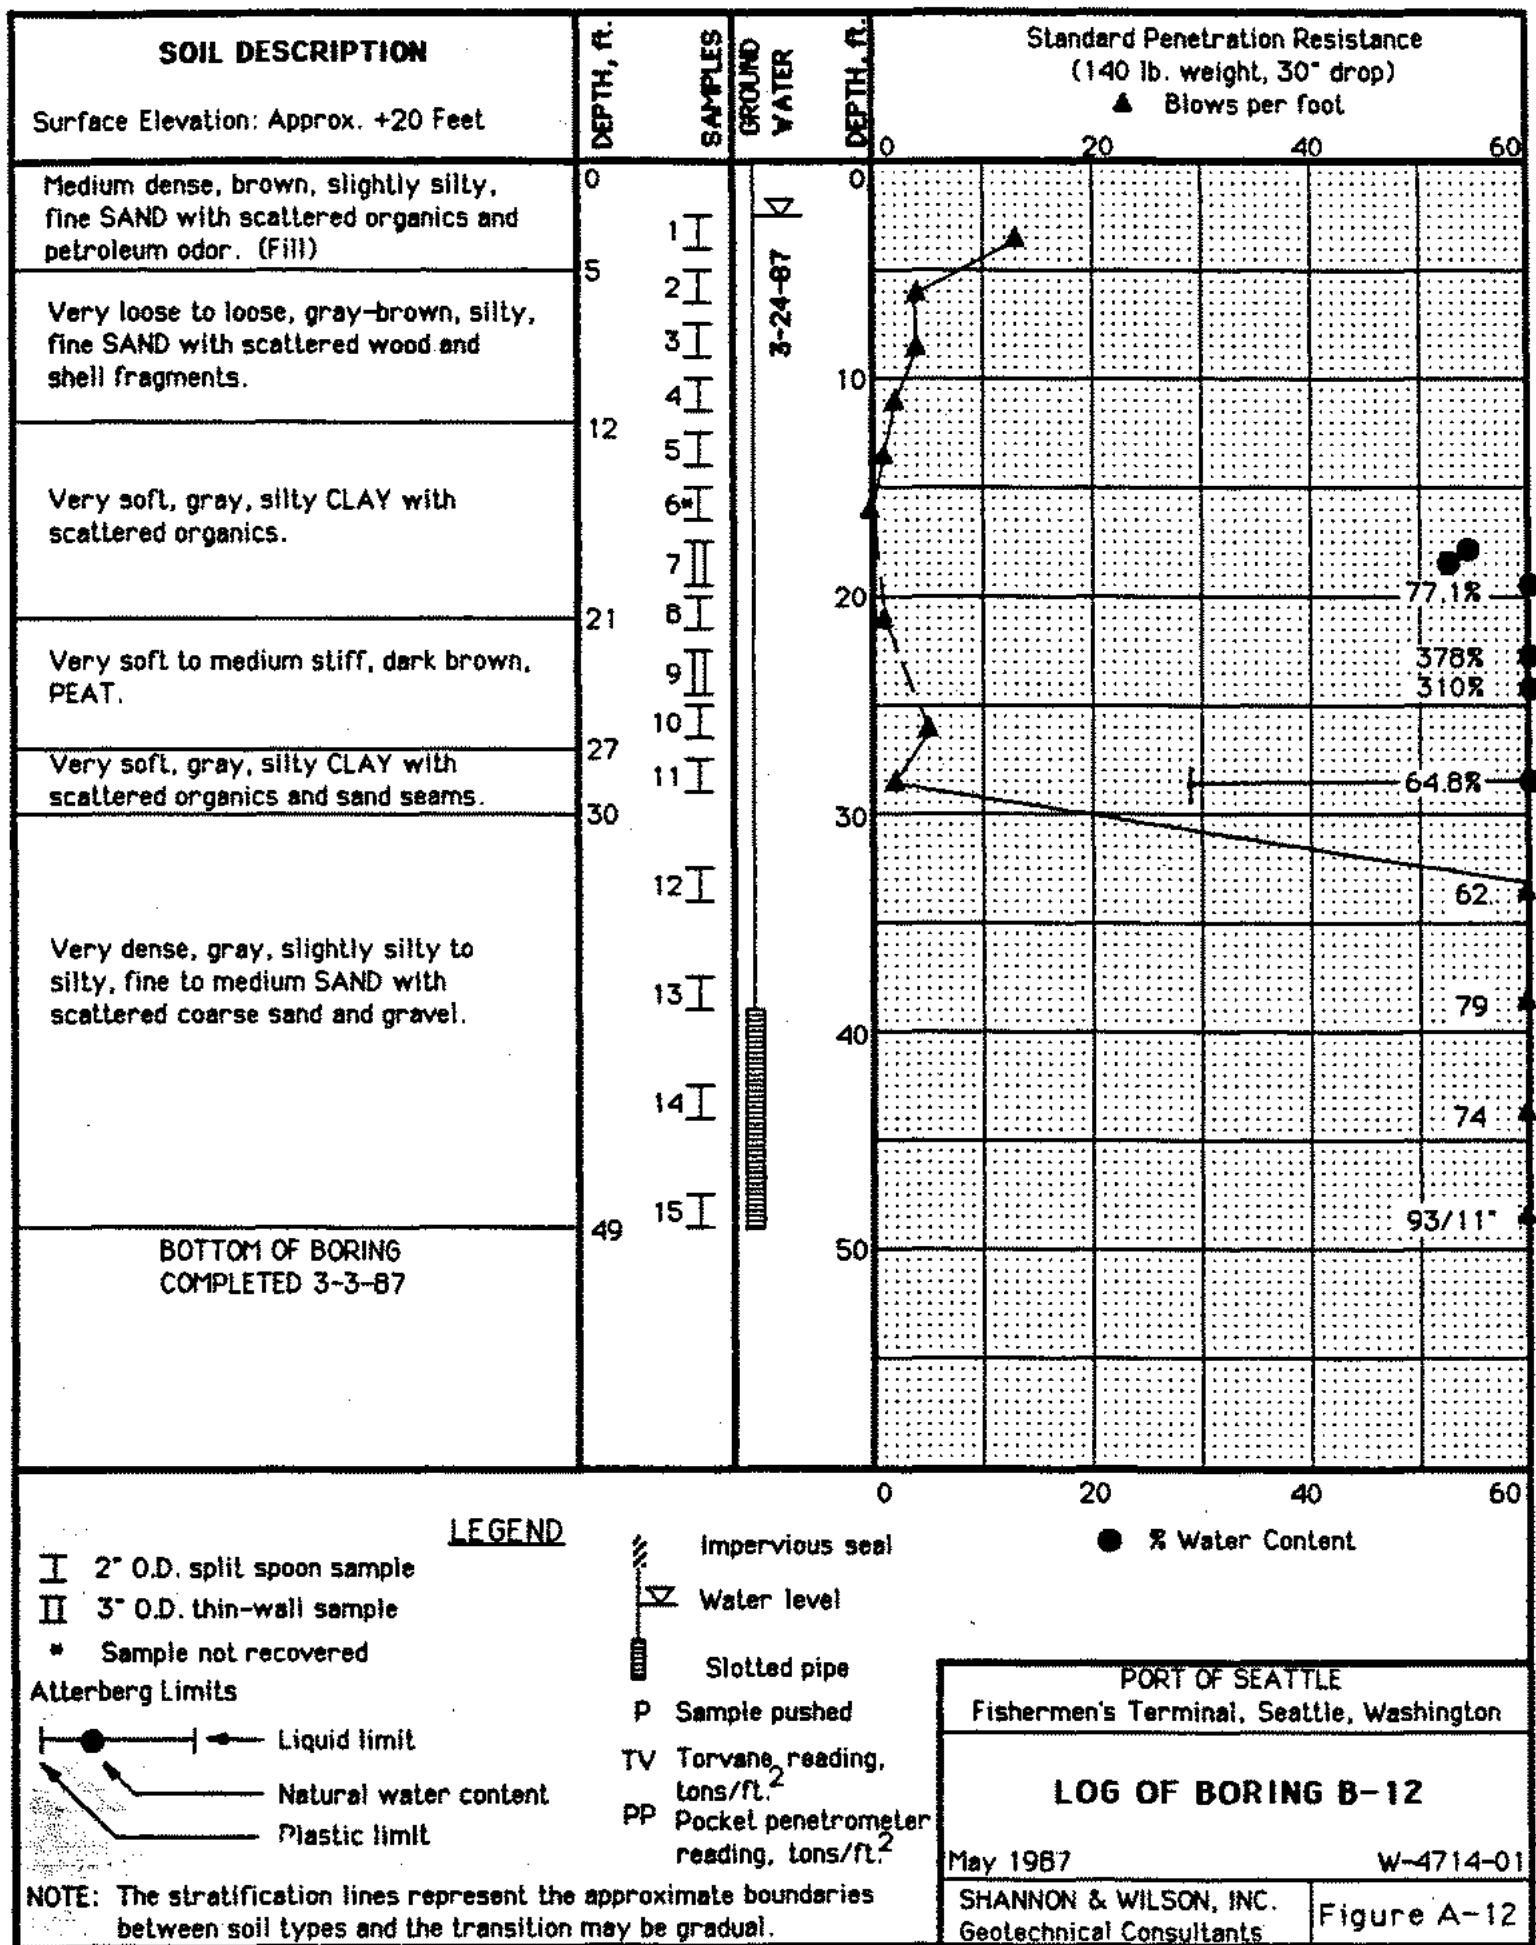 SOIL DESCRIPTION
Surface Elevation: Approx. +20 Feet
DEPTH, ft.
SAMPLES
GROUND
WATER
DEPTH, ft.
Standard Penetration Resistance
(140 lb. weight, 30" drop)
▲ Blows per foot
0 20 40 60
Medium dense, brown, slightly silty,
fine SAND with scattered organics and
petroleum odor. (Fill)
Very loose to loose, gray-brown, silty,
fine SAND with scattered wood and
shell fragments.
Very soft, gray, silty CLAY with
scattered organics.
Very soft to medium stiff, dark brown,
PEAT.
Very soft, gray, silty CLAY with
scattered organics and sand seams.
Very dense, gray, slightly silty to
silty, fine to medium SAND with
scattered coarse sand and gravel.
BOTTOM OF BORING
COMPLETED 3-3-87
0
5
12
21
27
30
49
1
2
3
4
5
6*
7
8
9
10
11
12
13
14
15
3-24-87
0
10
20
30
40
50
77.1%
378%
310%
64.8%
62
79
74
93/11"
0 20 40 60
● % Water Content
LEGEND
2" O.D. split spoon sample
3" O.D. thin-wall sample
* Sample not recovered
Atterberg Limits
Liquid limit
Natural water content
Plastic limit
Impervious seal
Water level
Slotted pipe
P Sample pushed
TV Torvane reading,
tons/ft.2
PP Pocket penetrometer
reading, tons/ft.2
NOTE: The stratification lines represent the approximate boundaries
between soil types and the transition may be gradual.
PORT OF SEATTLE
Fishermen's Terminal, Seattle, Washington
LOG OF BORING B-12
May 1987 W-4714-01
SHANNON & WILSON, INC.
Geotechnical Consultants
Figure A-12